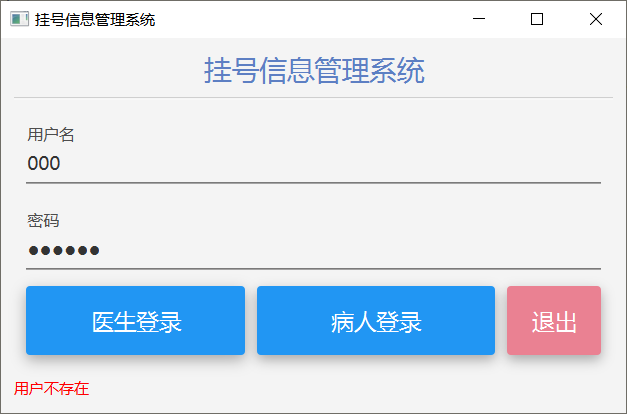 挂号信息管理系统
挂号信息管理系统
用户名
000
密码
●●●●●●
医生登录 病人登录 退出
用户不存在